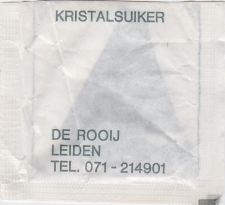 KRISTALSUIKER
DE ROOIJ
LEIDEN
TEL. 071 - 214901